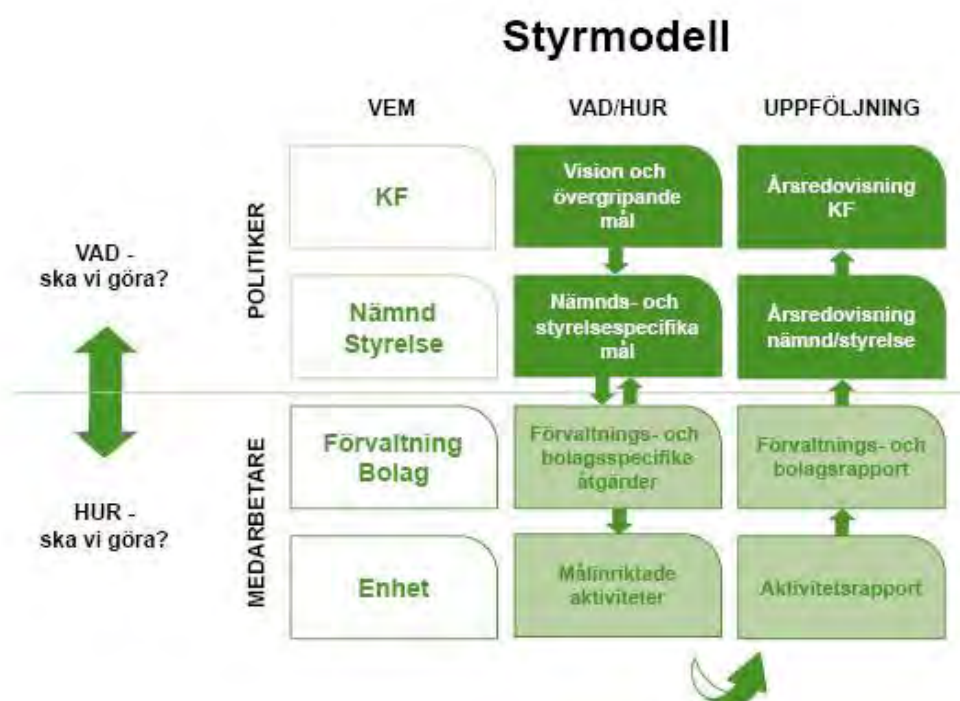 Styrmodell
VEM
VAD/HUR
UPPFÖLJNING
VAD -
ska vi göra?
HUR -
ska vi göra?
POLITIKER
MEDARBETARE
KF
Vision och
övergripande
mål
Årsredovisning
KF
Nämnd
Styrelse
Nämnds- och
styrelsespecifika
mål
Årsredovisning
nämnd/styrelse
Förvaltning
Bolag
Förvaltnings- och
bolagsspecifika
åtgärder
Förvaltnings- och
bolagsrapport
Enhet
Målinriktade
aktiviteter
Aktivitetsrapport